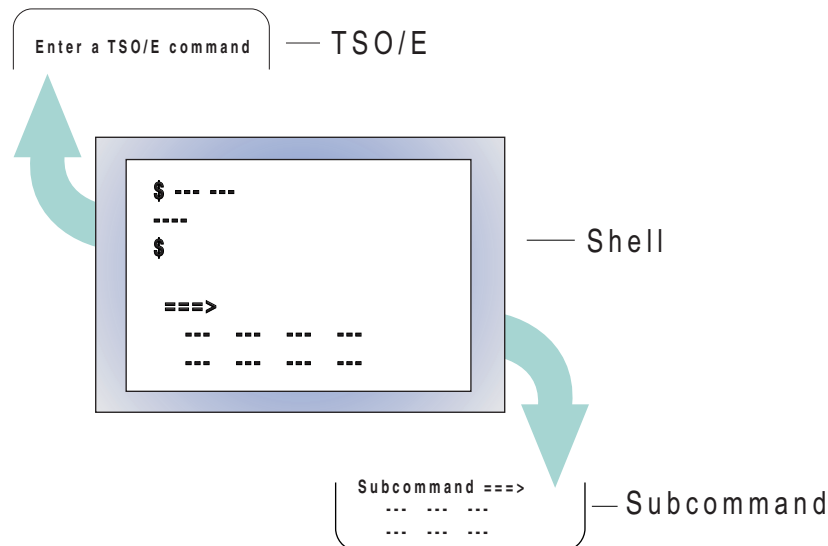 Enter a TSO/E command
TSO/E
$ --- ---
----
$
Shell
===>
--- --- --- ---
--- --- --- ---
Subcommand ===>
--- --- ---
--- --- ---
Subcommand